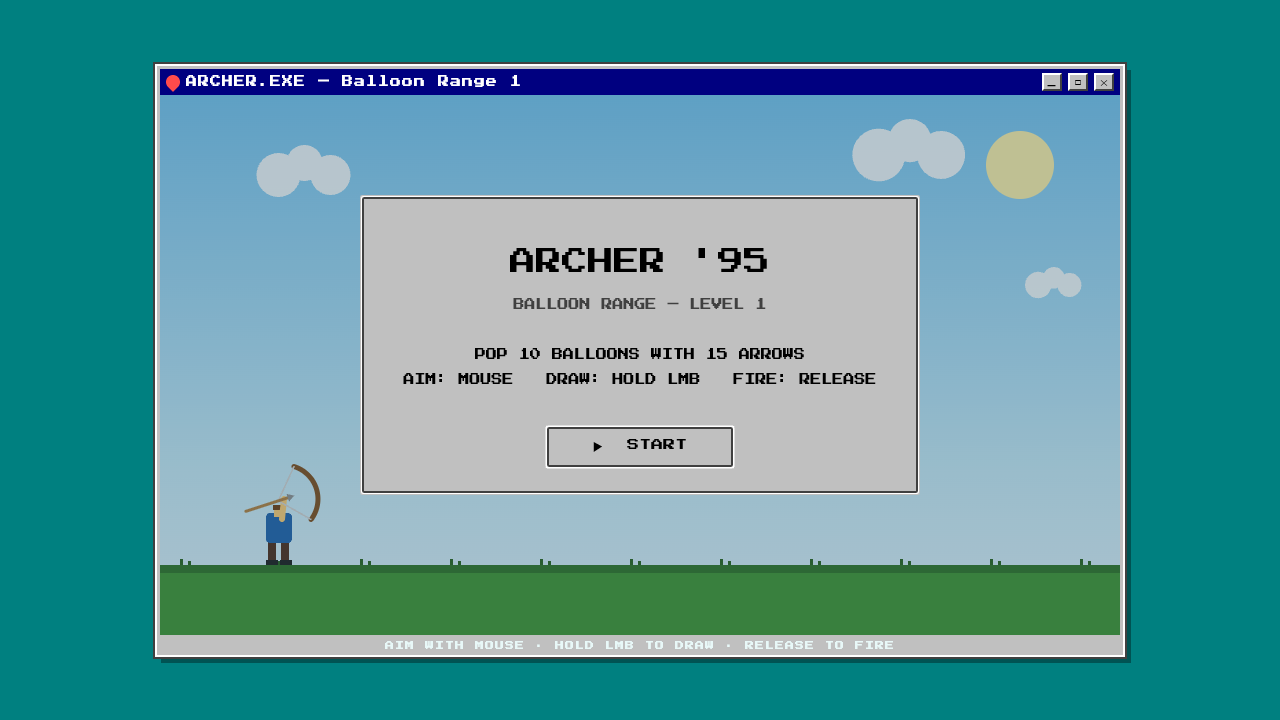 ARCHER.EXE — Balloon Range 1
ARCHER '95
BALLOON RANGE — LEVEL 1
POP 10 BALLOONS WITH 15 ARROWS
AIM: MOUSE   DRAW: HOLD LMB   FIRE: RELEASE
▶ START
AIM WITH MOUSE · HOLD LMB TO DRAW · RELEASE TO FIRE